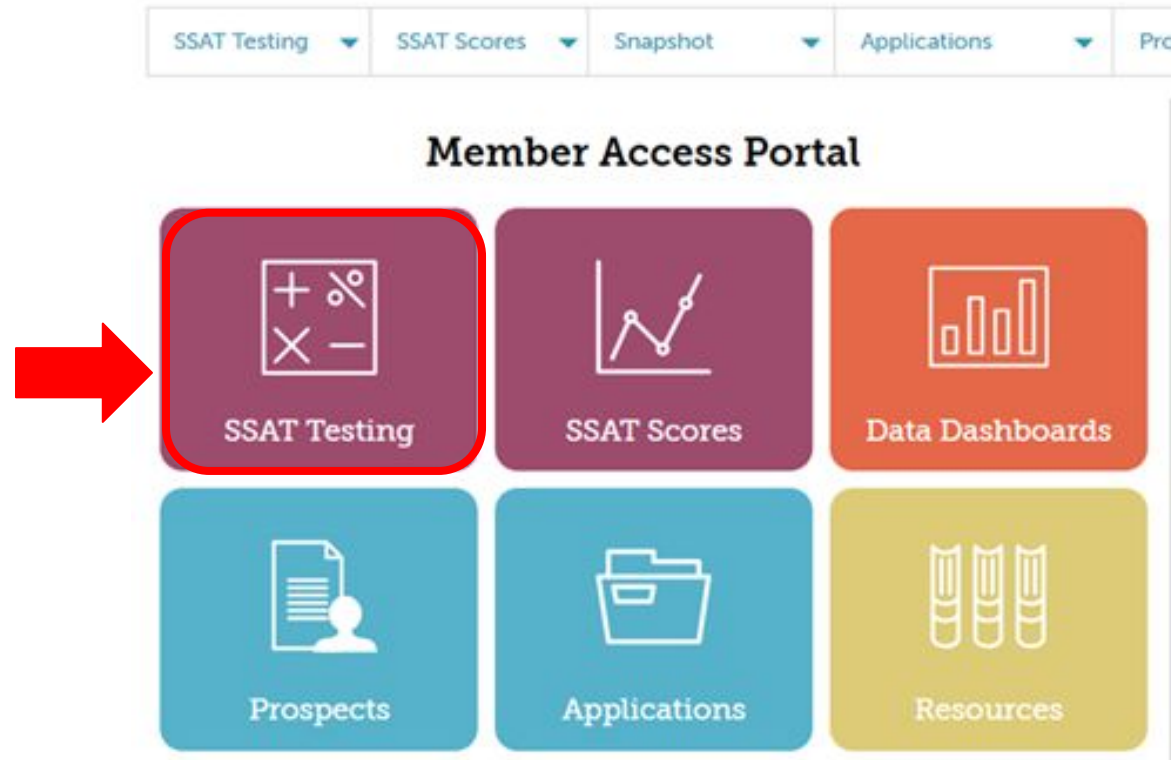 SSAT Testing SSAT Scores Snapshot Applications
Member Access Portal
SSAT Testing SSAT Scores Data Dashboards
Prospects Applications Resources